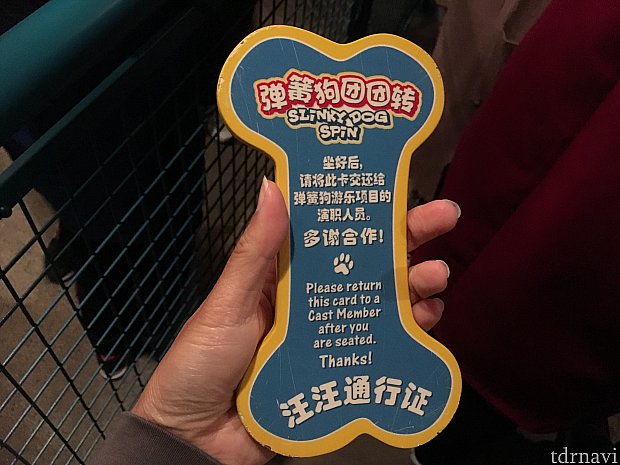 弹簧狗团团转
SLINKY DOG
SPIN
坐好后,
请将此卡交还给
弹簧狗游乐项目的
演职人员。
多谢合作!
Please return
this card to a
Cast Member
after you
are seated.
Thanks!
汪汪通行证
tdrnavi